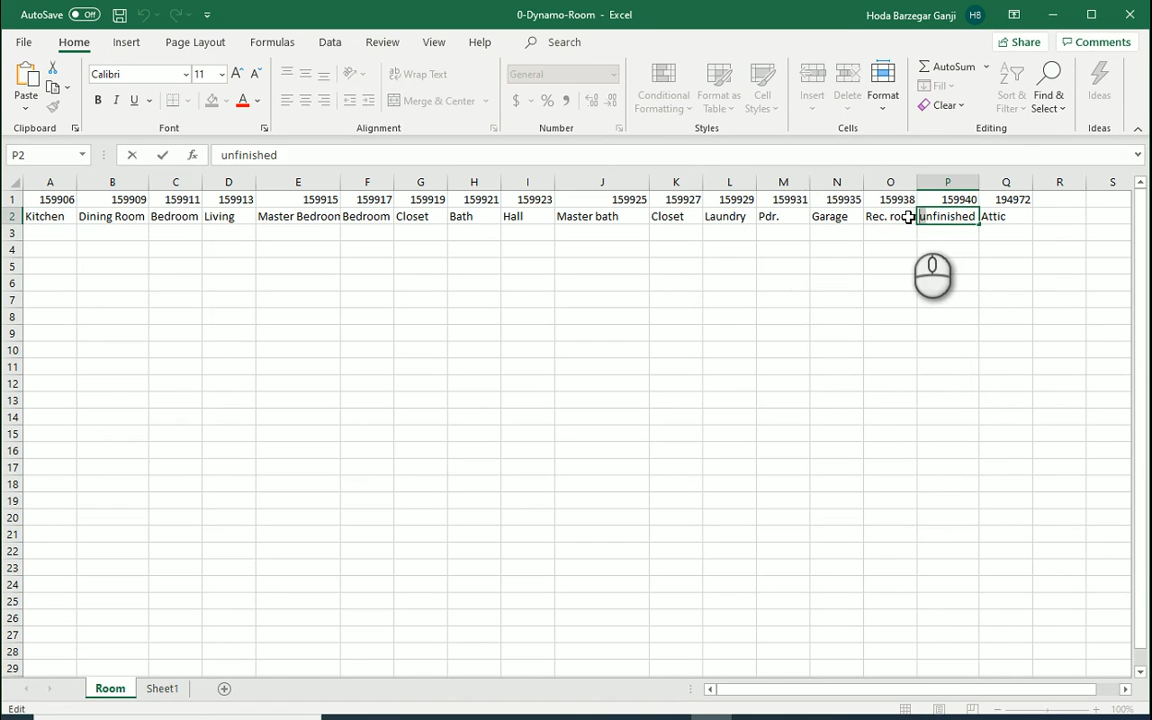 AutoSave Off 0-Dynamo-Room - Excel Hoda Barzegar Ganji HB
File Home Insert Page Layout Formulas Data Review View Help Search Share Comments
Paste Calibri 11 A A Wrap Text General Conditional Formatting Format as Table Cell Styles Insert Delete Format AutoSum Fill Clear Sort & Filter Find & Select Ideas
B I U A Merge & Center $ % ,
Clipboard Font Alignment Number Styles Cells Editing Ideas
P2 fx unfinished
A B C D E F G H I J K L M N O P Q R S
1 159906 159909 159911 159913 159915 159917 159919 159921 159923 159925 159927 159929 159931 159935 159938 159940 194972
2 Kitchen Dining Room Bedroom Living Master Bedroon Bedroom Closet Bath Hall Master bath Closet Laundry Pdr. Garage Rec. roo unfinished Attic
3
4
5
6
7
8
9
10
11
12
13
14
15
16
17
18
19
20
21
22
23
24
25
26
27
28
29
Room Sheet1
Edit 100%